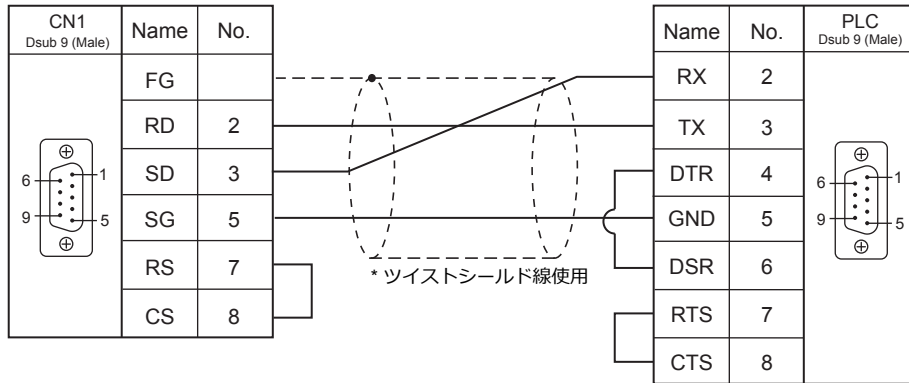 CN1
Dsub 9 (Male)
Name No.
FG
RD 2
SD 3
SG 5
RS 7
CS 8
6 1
9 5
* ツイストシールド線使用
Name No.
PLC
Dsub 9 (Male)
RX 2
TX 3
DTR 4
GND 5
DSR 6
RTS 7
CTS 8
6 1
9 5